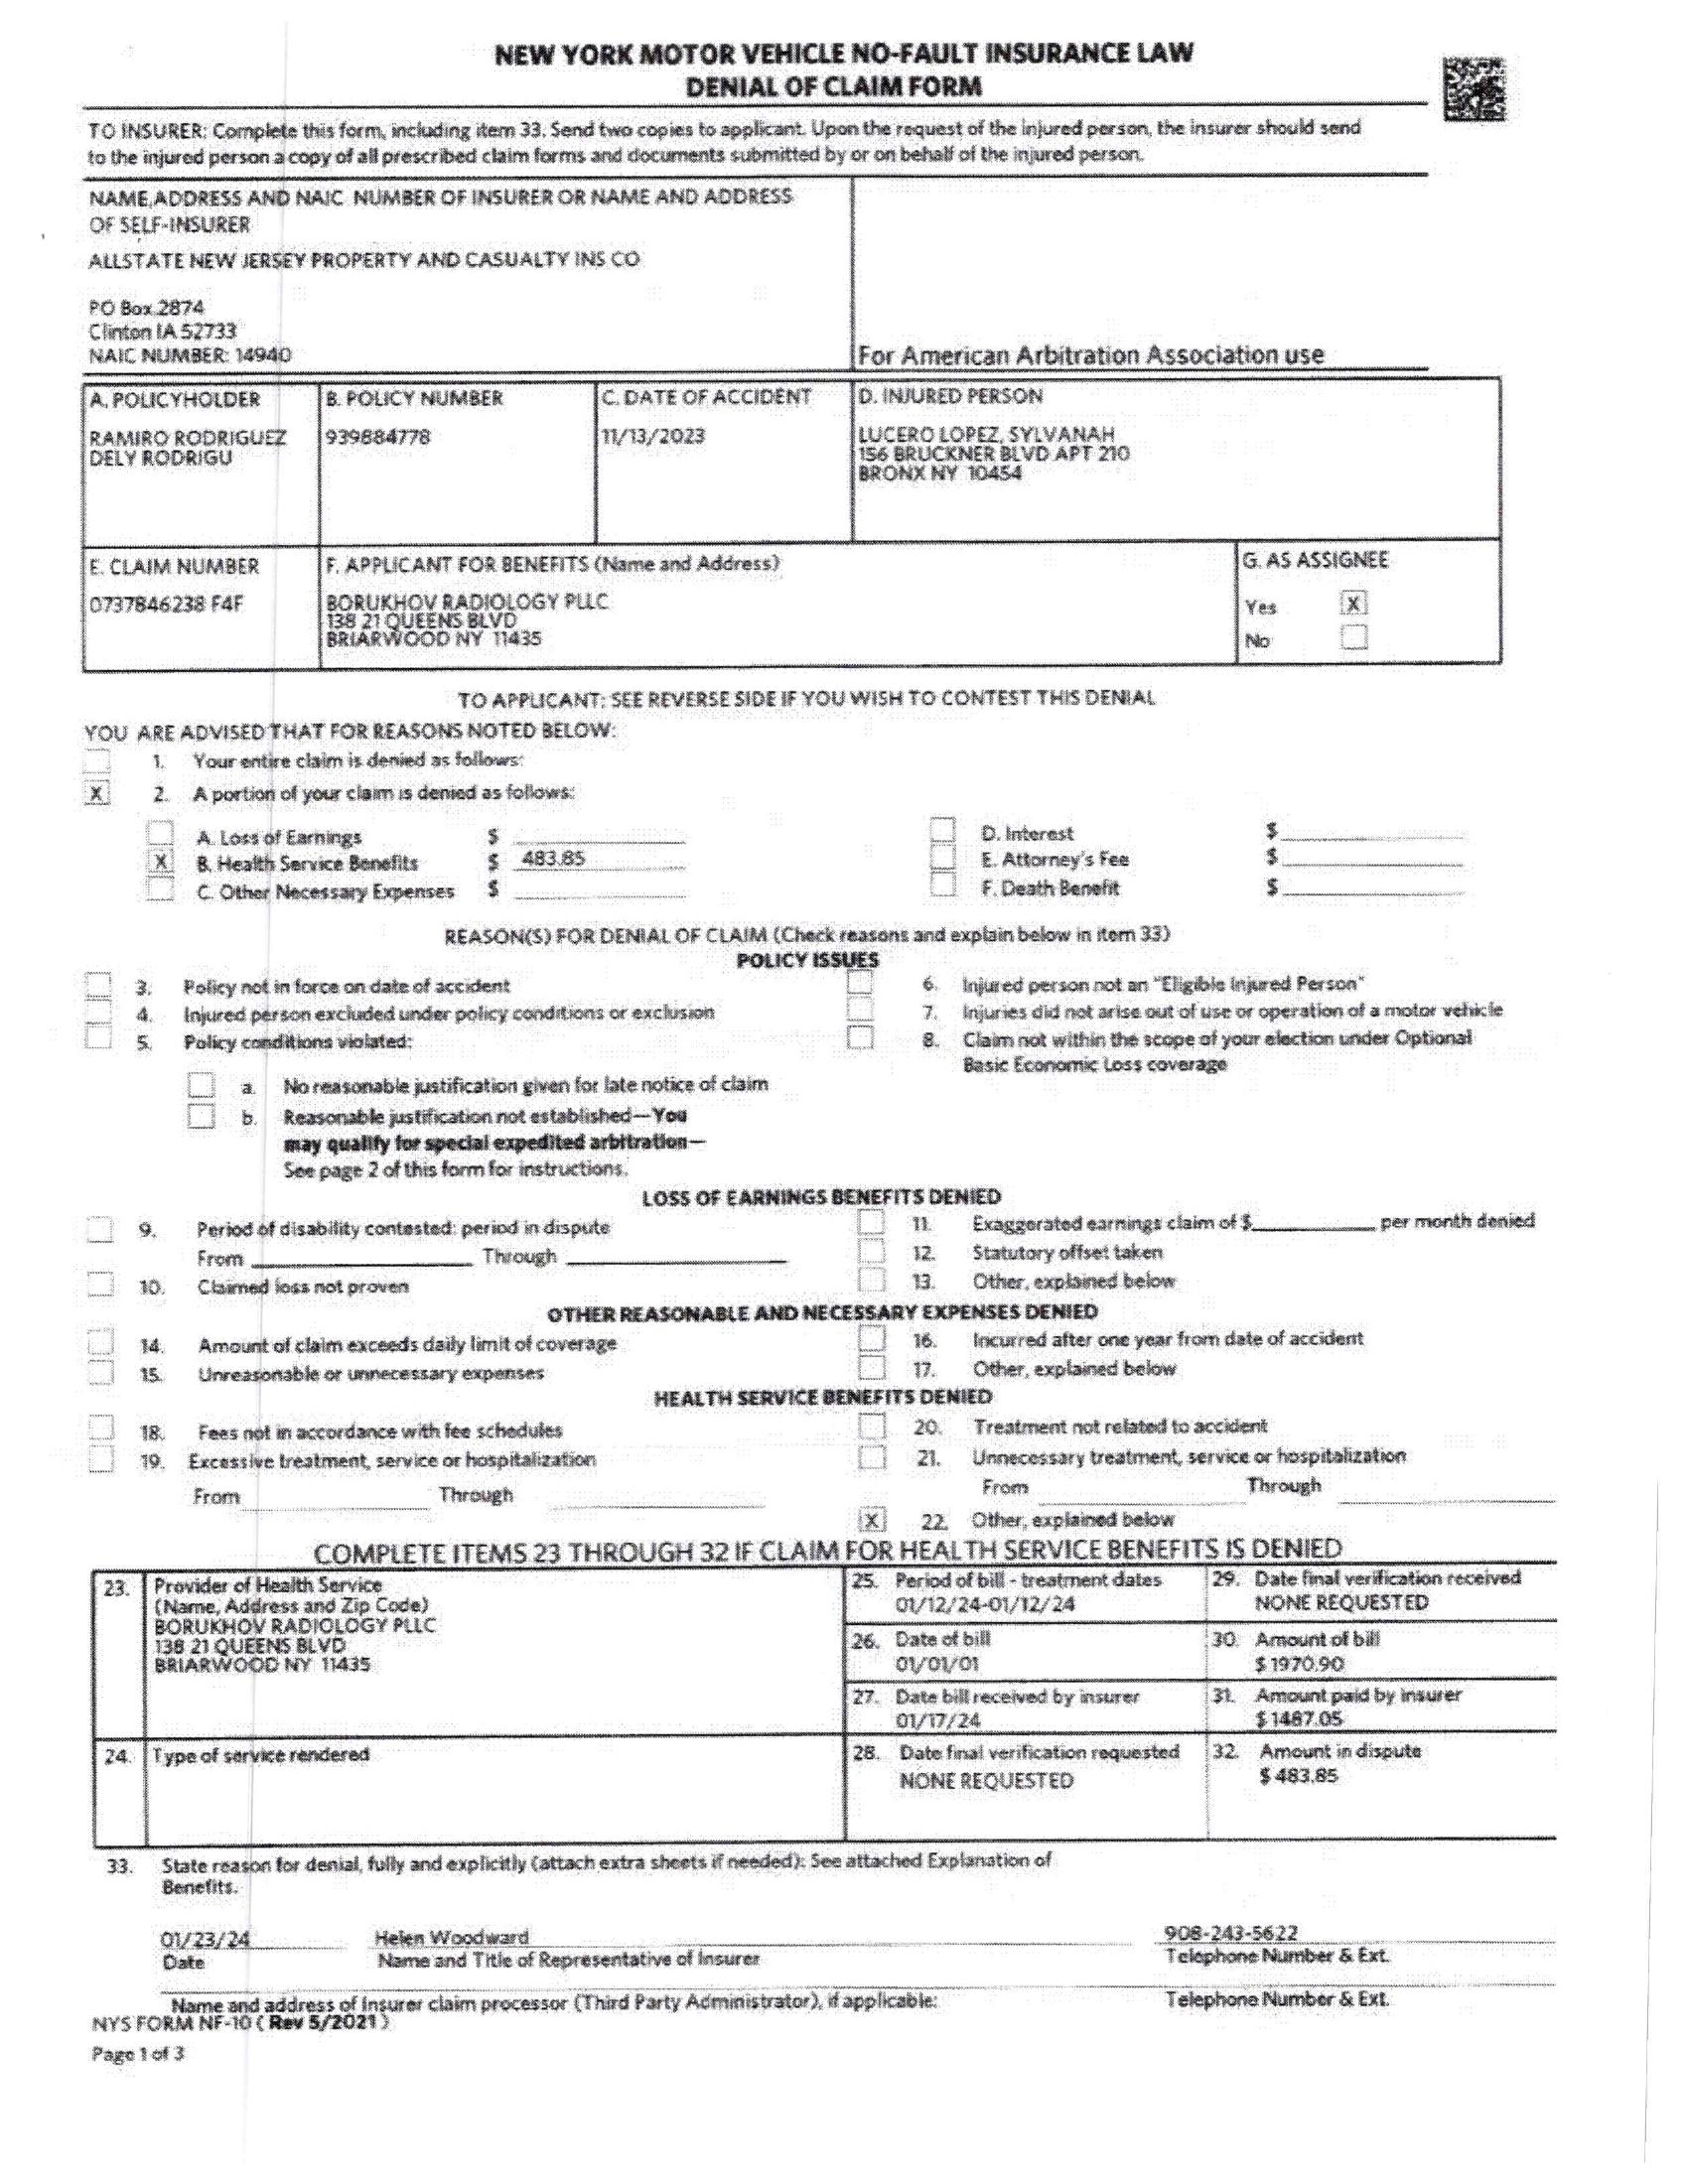 NEW YORK MOTOR VEHICLE NO-FAULT INSURANCE LAW
DENIAL OF CLAIM FORM
TO INSURER: Complete this form, including item 33. Send two copies to applicant. Upon the request of the injured person, the insurer should send
to the injured person a copy of all prescribed claim forms and documents submitted by or on behalf of the injured person.
NAME,ADDRESS AND NAIC NUMBER OF INSURER OR NAME AND ADDRESS
OF SELF-INSURER
ALLSTATE NEW JERSEY PROPERTY AND CASUALTY INS CO
PO Box 2874
Clinton IA 52733
NAIC NUMBER: 14940
For American Arbitration Association use
A. POLICYHOLDER
RAMIRO RODRIGUEZ
DELY RODRIGU
B. POLICY NUMBER
939884778
C. DATE OF ACCIDENT
11/13/2023
D. INJURED PERSON
LUCERO LOPEZ, SYLVANAH
156 BRUCKNER BLVD APT 210
BRONX NY 10454
E. CLAIM NUMBER
0737846238 F4F
F. APPLICANT FOR BENEFITS (Name and Address)
BORUKHOV RADIOLOGY PLLC
138 21 QUEENS BLVD
BRIARWOOD NY 11435
G. AS ASSIGNEE
Yes X
No
TO APPLICANT: SEE REVERSE SIDE IF YOU WISH TO CONTEST THIS DENIAL
YOU ARE ADVISED THAT FOR REASONS NOTED BELOW:
1. Your entire claim is denied as follows:
X 2. A portion of your claim is denied as follows:
A. Loss of Earnings $
X B. Health Service Benefits $ 483.85
C. Other Necessary Expenses $
D. Interest $
E. Attorney's Fee $
F. Death Benefit $
REASON(S) FOR DENIAL OF CLAIM (Check reasons and explain below in item 33)
POLICY ISSUES
3. Policy not in force on date of accident
4. Injured person excluded under policy conditions or exclusion
5. Policy conditions violated:
a. No reasonable justification given for late notice of claim
b. Reasonable justification not established—You
may qualify for special expedited arbitration—
See page 2 of this form for instructions.
6. Injured person not an "Eligible Injured Person"
7. Injuries did not arise out of use or operation of a motor vehicle
8. Claim not within the scope of your election under Optional
Basic Economic Loss coverage
LOSS OF EARNINGS BENEFITS DENIED
9. Period of disability contested: period in dispute
From Through
10. Claimed loss not proven
11. Exaggerated earnings claim of $ per month denied
12. Statutory offset taken
13. Other, explained below
OTHER REASONABLE AND NECESSARY EXPENSES DENIED
14. Amount of claim exceeds daily limit of coverage
15. Unreasonable or unnecessary expenses
16. Incurred after one year from date of accident
17. Other, explained below
HEALTH SERVICE BENEFITS DENIED
18. Fees not in accordance with fee schedules
19. Excessive treatment, service or hospitalization
From Through
20. Treatment not related to accident
21. Unnecessary treatment, service or hospitalization
From Through
X 22. Other, explained below
COMPLETE ITEMS 23 THROUGH 32 IF CLAIM FOR HEALTH SERVICE BENEFITS IS DENIED
23. Provider of Health Service
(Name, Address and Zip Code)
BORUKHOV RADIOLOGY PLLC
138 21 QUEENS BLVD
BRIARWOOD NY 11435
24. Type of service rendered
25. Period of bill - treatment dates
01/12/24-01/12/24
26. Date of bill
01/01/01
27. Date bill received by insurer
01/17/24
28. Date final verification requested
NONE REQUESTED
29. Date final verification received
NONE REQUESTED
30. Amount of bill
$ 1970.90
31. Amount paid by insurer
$ 1487.05
32. Amount in dispute
$ 483.85
33. State reason for denial, fully and explicitly (attach extra sheets if needed): See attached Explanation of
Benefits.
01/23/24 Helen Woodward 908-243-5622
Date Name and Title of Representative of Insurer Telephone Number & Ext.
Name and address of Insurer claim processor (Third Party Administrator), if applicable: Telephone Number & Ext.
NYS FORM NF-10 ( Rev 5/2021 )
Page 1 of 3